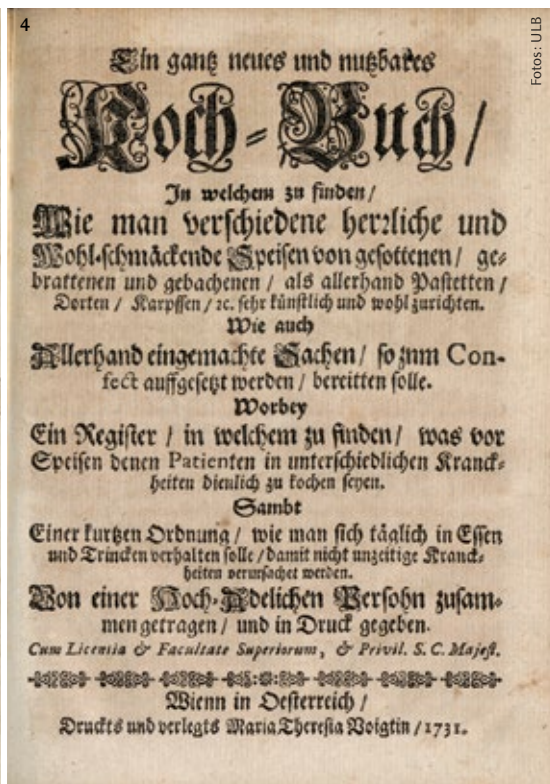 4
Fotos: ULB
Ein gantz neues und nutzbares
Koch-Buch/
In welchem zu finden/
Wie man verschiedene herrliche und
Wohl-schmäckende Speisen von gesottenen/ ge-
brattenen und gebachenen / als allerhand Pastetten /
Dorten / Karpffen / ꝛc. sehr künstlich und wohl zurichten.
Wie auch
Allerhand eingemachte Sachen/ so zum Con-
fect auffgesetzt werden / bereitten solle.
Worbey
Ein Register / in welchem zu finden/ was vor
Speisen denen Patienten in unterschiedlichen Kranck-
heiten dienlich zu kochen seyen.
Sambt
Einer kurtzen Ordnung / wie man sich täglich in Essen
und Trincken verhalten solle / damit nicht unzeitige Kranck-
heiten verursachet werden.
Von einer Hoch-Adelichen Persohn zusam-
men getragen / und in Druck gegeben.
Cum Licentia & Facultate Superiorum, & Privil. S. C. Majest.
Wienn in Oesterreich /
Druckts und verlegts Maria Theresia Voigtin / 1731.